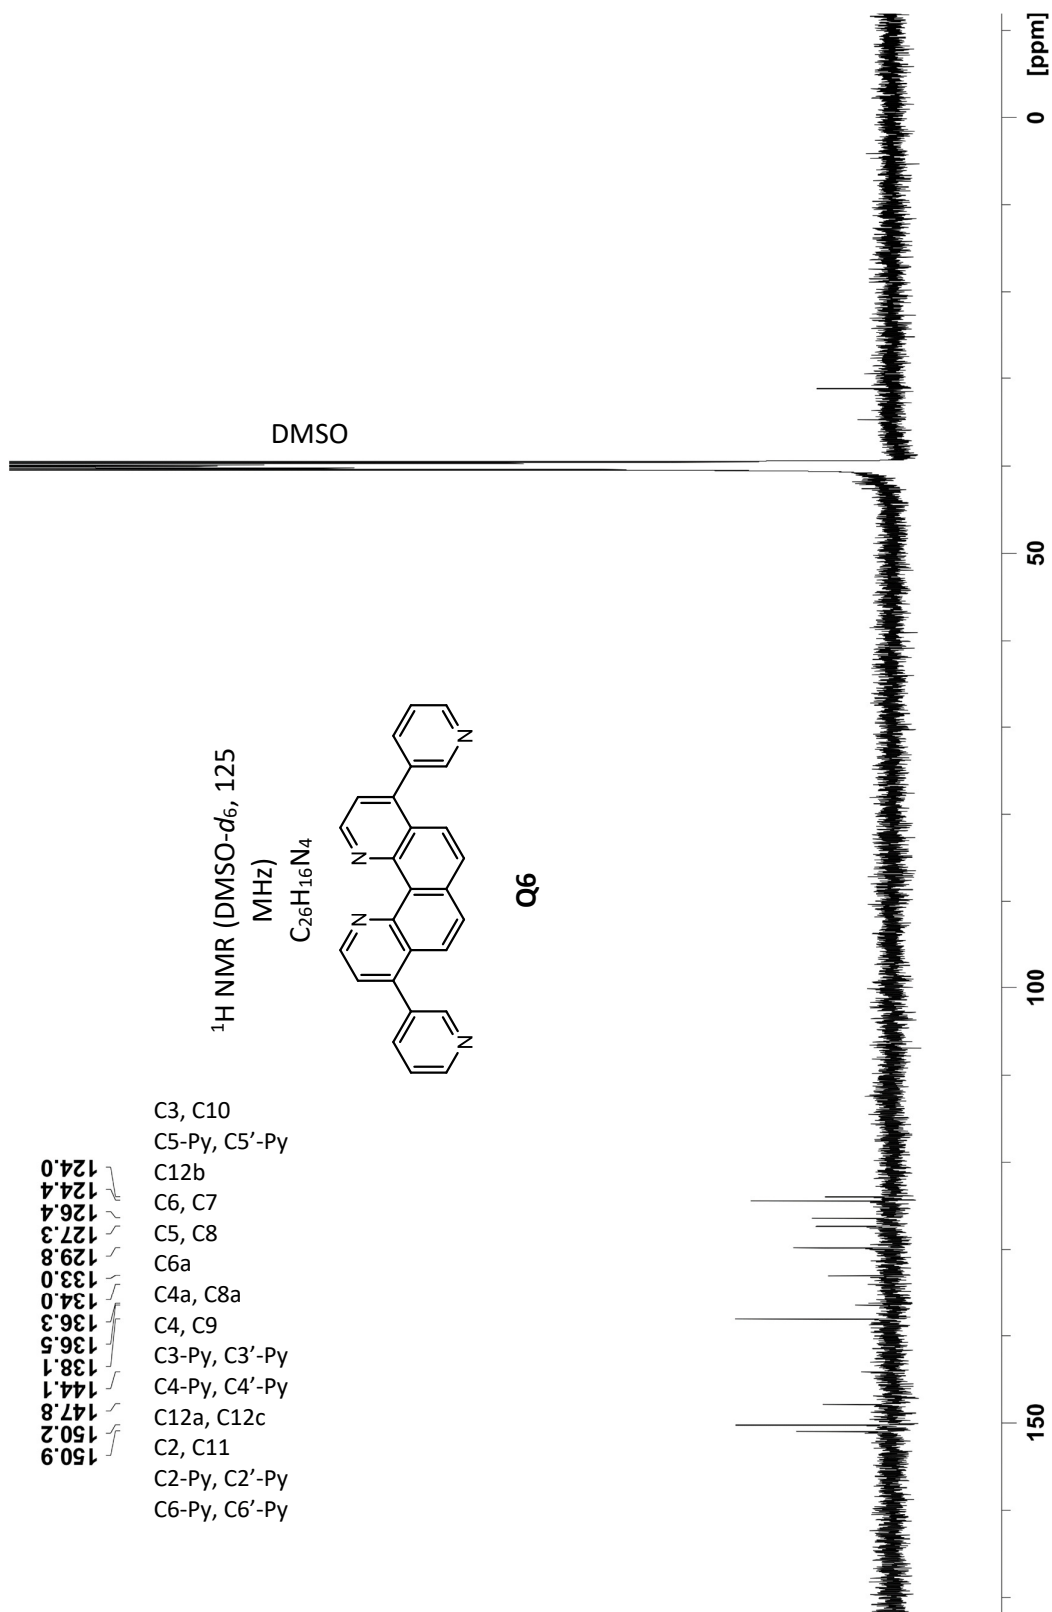 DMSO
¹H NMR (DMSO-d₆, 125
MHz)
C₂₆H₁₆N₄
N
N
N
N
Q6
124.0
124.4
126.4
127.3
129.8
133.0
134.0
136.3
136.5
138.1
144.1
147.8
150.2
150.9
C3, C10
C5-Py, C5’-Py
C12b
C6, C7
C5, C8
C6a
C4a, C8a
C4, C9
C3-Py, C3’-Py
C4-Py, C4’-Py
C12a, C12c
C2, C11
C2-Py, C2’-Py
C6-Py, C6’-Py
150
100
50
0
[ppm]